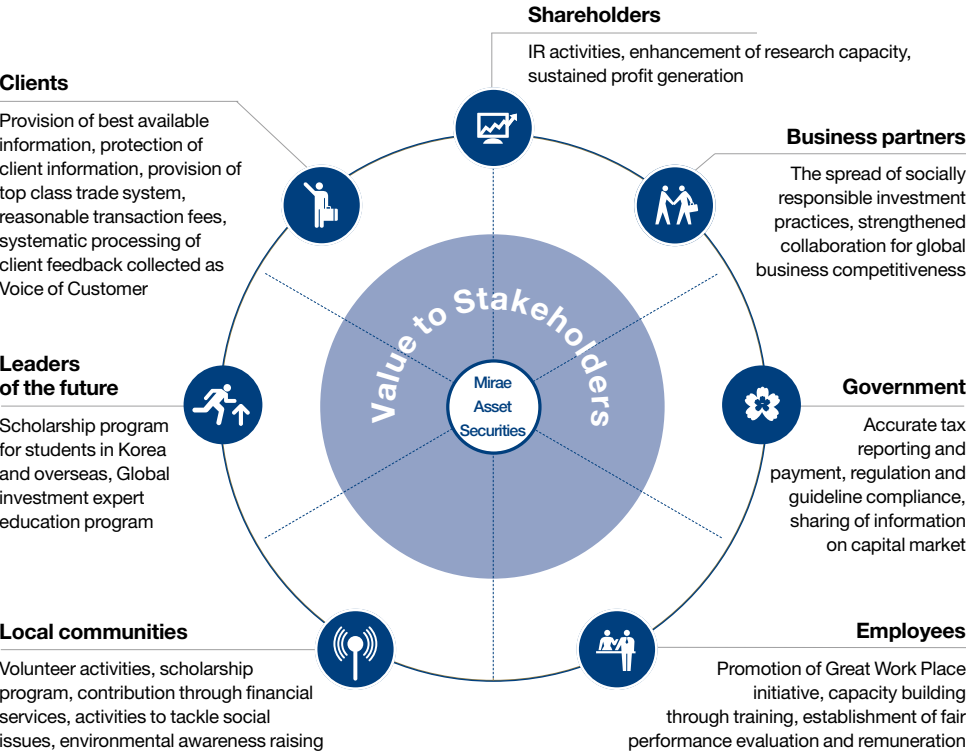 Shareholders
IR activities, enhancement of research capacity,
sustained profit generation
Clients
Provision of best available
information, protection of
client information, provision of
top class trade system,
reasonable transaction fees,
systematic processing of
client feedback collected as
Voice of Customer
Business partners
The spread of socially
responsible investment
practices, strengthened
collaboration for global
business competitiveness
Value to Stakeholders
Mirae
Asset
Securities
Leaders
of the future
Scholarship program
for students in Korea
and overseas, Global
investment expert
education program
Government
Accurate tax
reporting and
payment, regulation and
guideline compliance,
sharing of information
on capital market
Local communities
Volunteer activities, scholarship
program, contribution through financial
services, activities to tackle social
issues, environmental awareness raising
Employees
Promotion of Great Work Place
initiative, capacity building
through training, establishment of fair
performance evaluation and remuneration